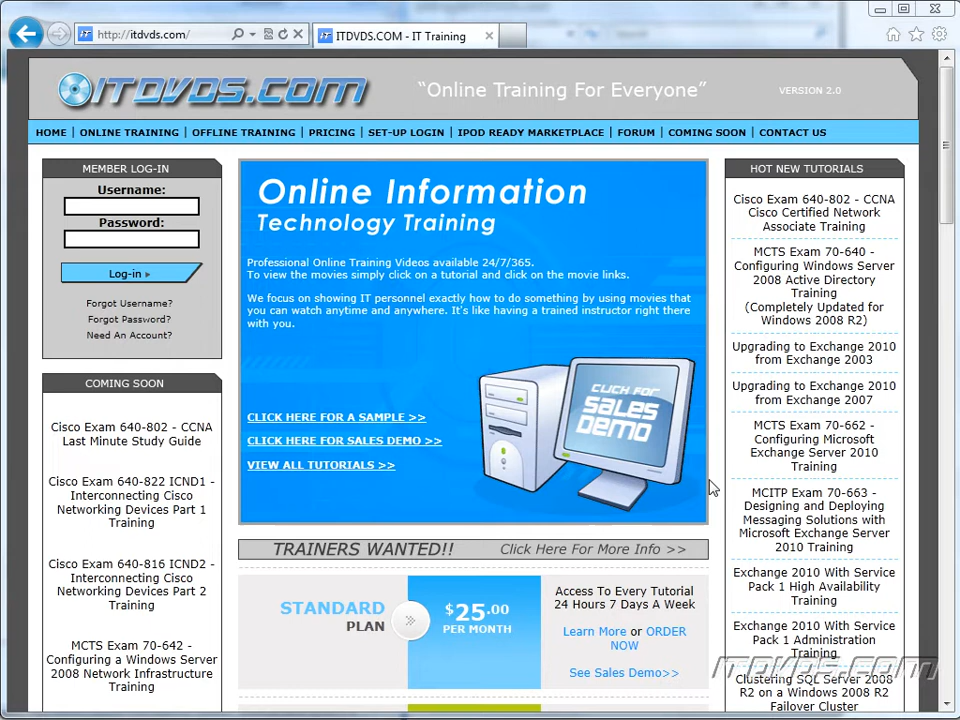 http://itdvds.com/
ITDVDS.COM - IT Training
ITDVDS.COM
"Online Training For Everyone"
VERSION 2.0
HOME | ONLINE TRAINING | OFFLINE TRAINING | PRICING | SET-UP LOGIN | IPOD READY MARKETPLACE | FORUM | COMING SOON | CONTACT US
MEMBER LOG-IN
Username:
Password:
Log-in
Forgot Username?
Forgot Password?
Need An Account?
COMING SOON
Cisco Exam 640-802 - CCNA
Last Minute Study Guide
Cisco Exam 640-822 ICND1 -
Interconnecting Cisco
Networking Devices Part 1
Training
Cisco Exam 640-816 ICND2 -
Interconnecting Cisco
Networking Devices Part 2
Training
MCTS Exam 70-642 -
Configuring a Windows Server
2008 Network Infrastructure
Training
Online Information
Technology Training
Professional Online Training Videos available 24/7/365.
To view the movies simply click on a tutorial and click on the movie links.
We focus on showing IT personnel exactly how to do something by using movies that
you can watch anytime and anywhere. It's like having a trained instructor right there
with you.
CLICK HERE FOR A SAMPLE >>
CLICK HERE FOR SALES DEMO >>
VIEW ALL TUTORIALS >>
CLICK FOR
SALES
DEMO
TRAINERS WANTED!! Click Here For More Info >>
STANDARD
PLAN
$25.00
PER MONTH
Access To Every Tutorial
24 Hours 7 Days A Week
Learn More or ORDER
NOW
See Sales Demo>>
HOT NEW TUTORIALS
Cisco Exam 640-802 - CCNA
Cisco Certified Network
Associate Training
MCTS Exam 70-640 -
Configuring Windows Server
2008 Active Directory
Training
(Completely Updated for
Windows 2008 R2)
Upgrading to Exchange 2010
from Exchange 2003
Upgrading to Exchange 2010
from Exchange 2007
MCTS Exam 70-662 -
Configuring Microsoft
Exchange Server 2010
Training
MCITP Exam 70-663 -
Designing and Deploying
Messaging Solutions with
Microsoft Exchange Server
2010 Training
Exchange 2010 With Service
Pack 1 High Availability
Training
Exchange 2010 With Service
Pack 1 Administration
Training
Clustering SQL Server 2008
R2 on a Windows 2008 R2
Failover Cluster
ITDVDS.COM